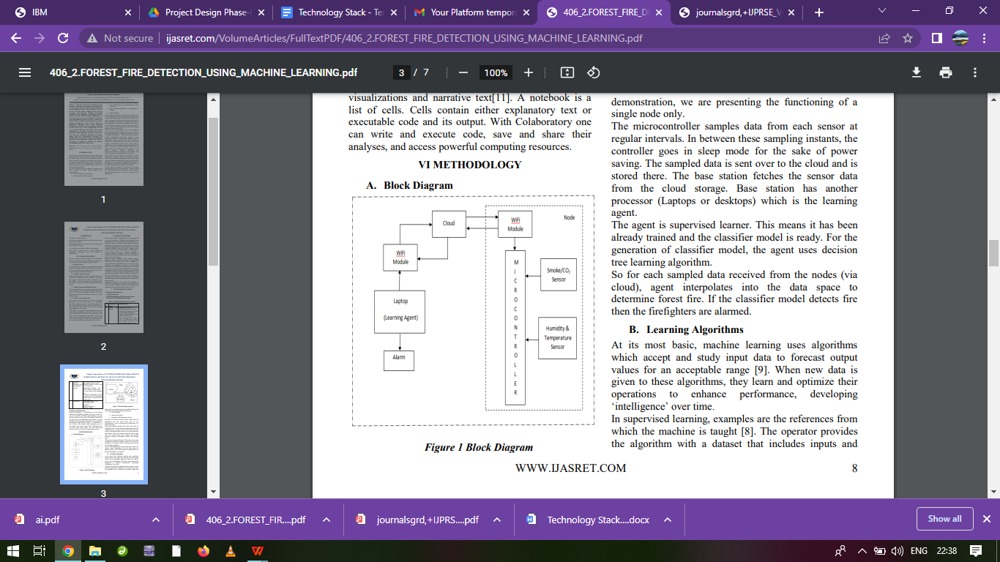 IBM
Project Design Phase-
Technology Stack - Te
Your Platform tempor
406_2.FOREST_FIRE_D
journalsgrd,+IJPRSE_V
Not secure
ijasret.com/VolumeArticles/FullTextPDF/406_2.FOREST_FIRE_DETECTION_USING_MACHINE_LEARNING.pdf
406_2.FOREST_FIRE_DETECTION_USING_MACHINE_LEARNING.pdf
3 / 7
100%
1
2
3
visualizations and narrative text[11]. A notebook is a
list of cells. Cells contain either explanatory text or
executable code and its output. With Colaboratory one
can write and execute code, save and share their
analyses, and access powerful computing resources.
VI METHODOLOGY
A. Block Diagram
Cloud
WiFi
Module
Node
WiFi
Module
Laptop
(Learning Agent)
Alarm
MICROCONTROLLER
Smoke/CO₂
Sensor
Humidity &
Temperature
Sensor
Figure 1 Block Diagram
demonstration, we are presenting the functioning of a
single node only.
The microcontroller samples data from each sensor at
regular intervals. In between these sampling instants, the
controller goes in sleep mode for the sake of power
saving. The sampled data is sent over to the cloud and is
stored there. The base station fetches the sensor data
from the cloud storage. Base station has another
processor (Laptops or desktops) which is the learning
agent.
The agent is supervised learner. This means it has been
already trained and the classifier model is ready. For the
generation of classifier model, the agent uses decision
tree learning algorithm.
So for each sampled data received from the nodes (via
cloud), agent interpolates into the data space to
determine forest fire. If the classifier model detects fire
then the firefighters are alarmed.
B. Learning Algorithms
At its most basic, machine learning uses algorithms
which accept and study input data to forecast output
values for an acceptable range [9]. When new data is
given to these algorithms, they learn and optimize their
operations to enhance performance, developing
‘intelligence’ over time.
In supervised learning, examples are the references from
which the machine is taught [8]. The operator provides
the algorithm with a dataset that includes inputs and
WWW.IJASRET.COM
8
ai.pdf
406_2.FOREST_FIR....pdf
journalsgrd,+IJPRS....pdf
Technology Stack....docx
Show all
ENG
22:38